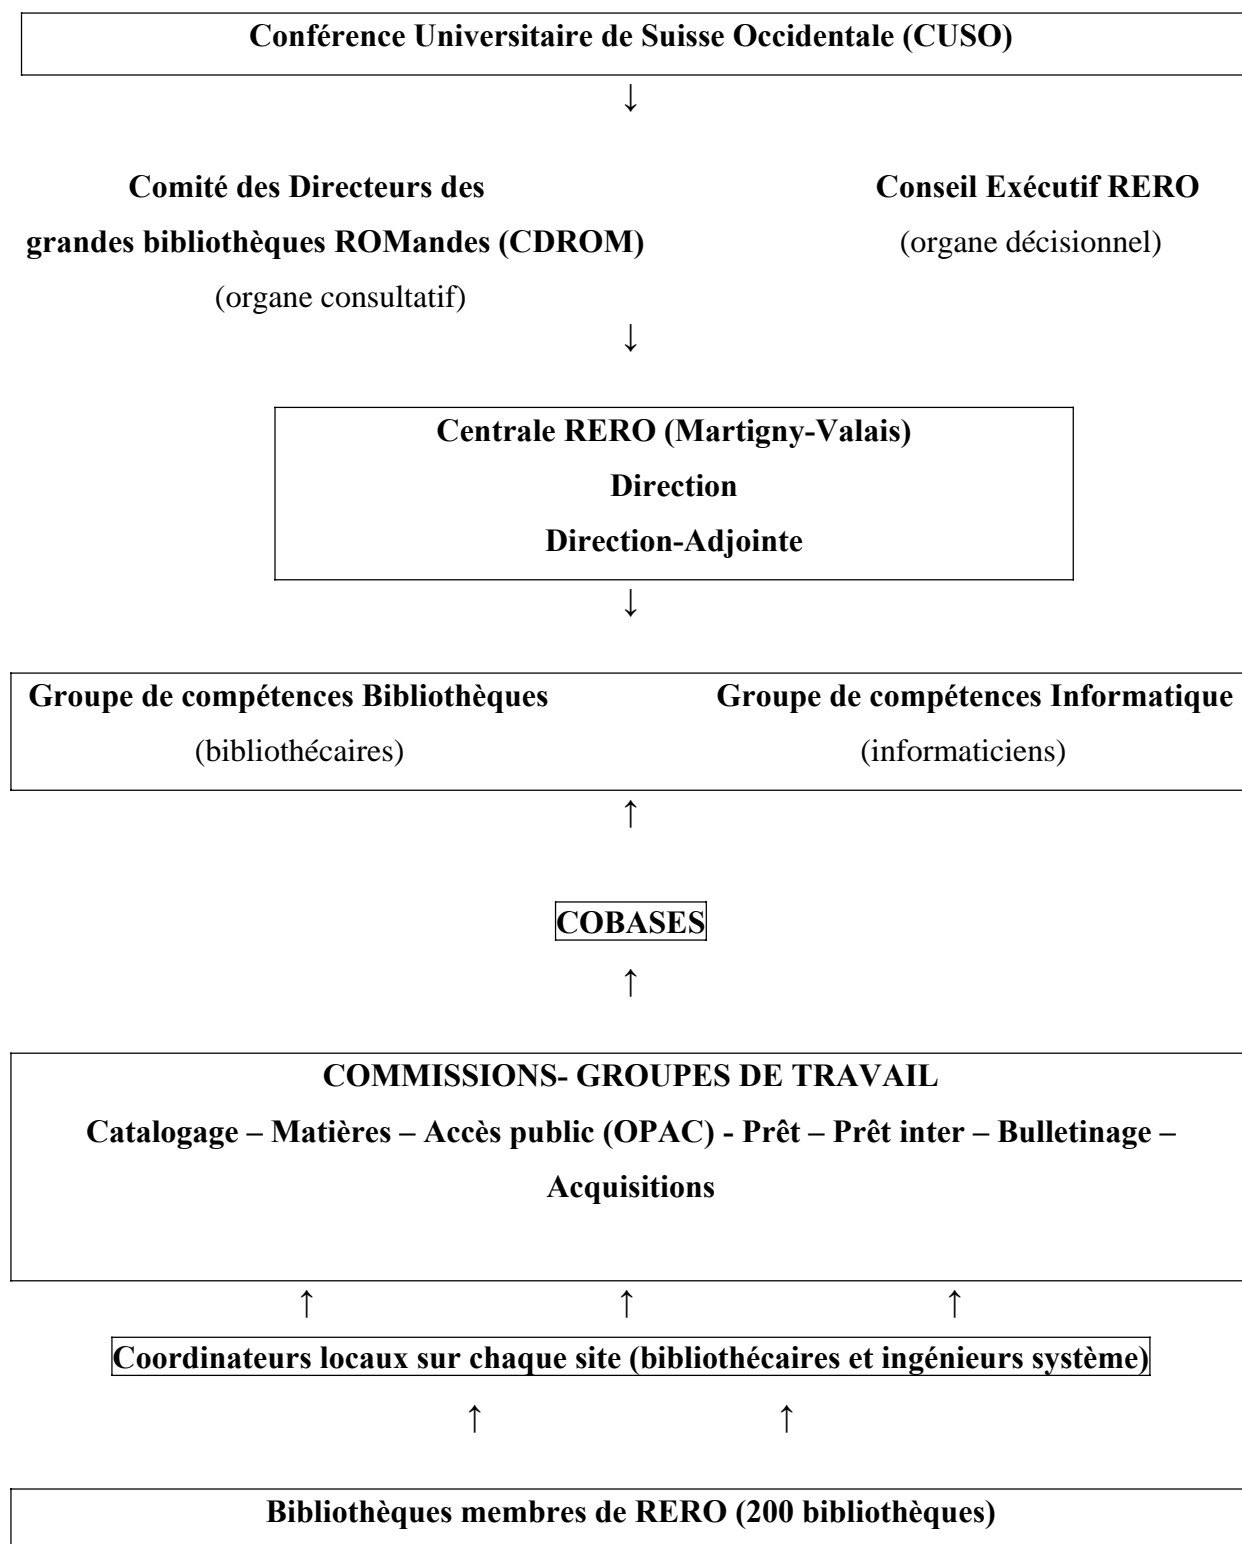 Conférence Universitaire de Suisse Occidentale (CUSO)
↓
Comité des Directeurs des
grandes bibliothèques ROMandes (CDROM)
(organe consultatif)
Conseil Exécutif RERO
(organe décisionnel)
↓
Centrale RERO (Martigny-Valais)
Direction
Direction-Adjointe
↓
Groupe de compétences Bibliothèques
(bibliothécaires)
Groupe de compétences Informatique
(informaticiens)
↑
COBASES
↑
COMMISSIONS- GROUPES DE TRAVAIL
Catalogage – Matières – Accès public (OPAC) - Prêt – Prêt inter – Bulletinage –
Acquisitions
↑ ↑ ↑
Coordinateurs locaux sur chaque site (bibliothécaires et ingénieurs système)
↑ ↑
Bibliothèques membres de RERO (200 bibliothèques)